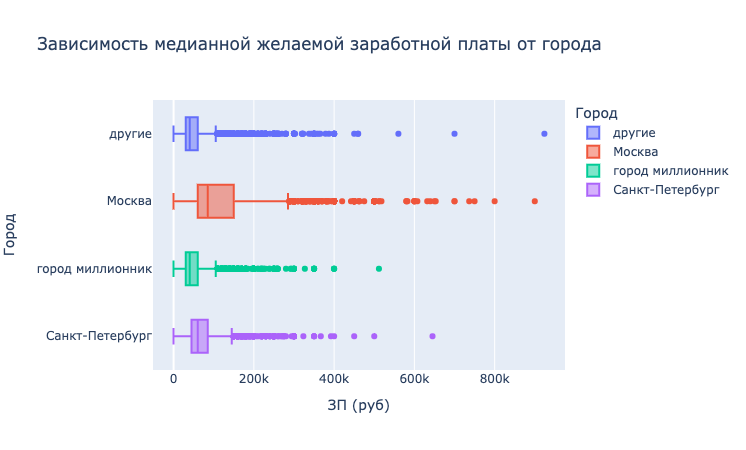 Зависимость медианной желаемой заработной платы от города
Город
другие
Москва
город миллионник
Санкт-Петербург
другие
Москва
город миллионник
Санкт-Петербург
Город
0 200k 400k 600k 800k
ЗП (руб)